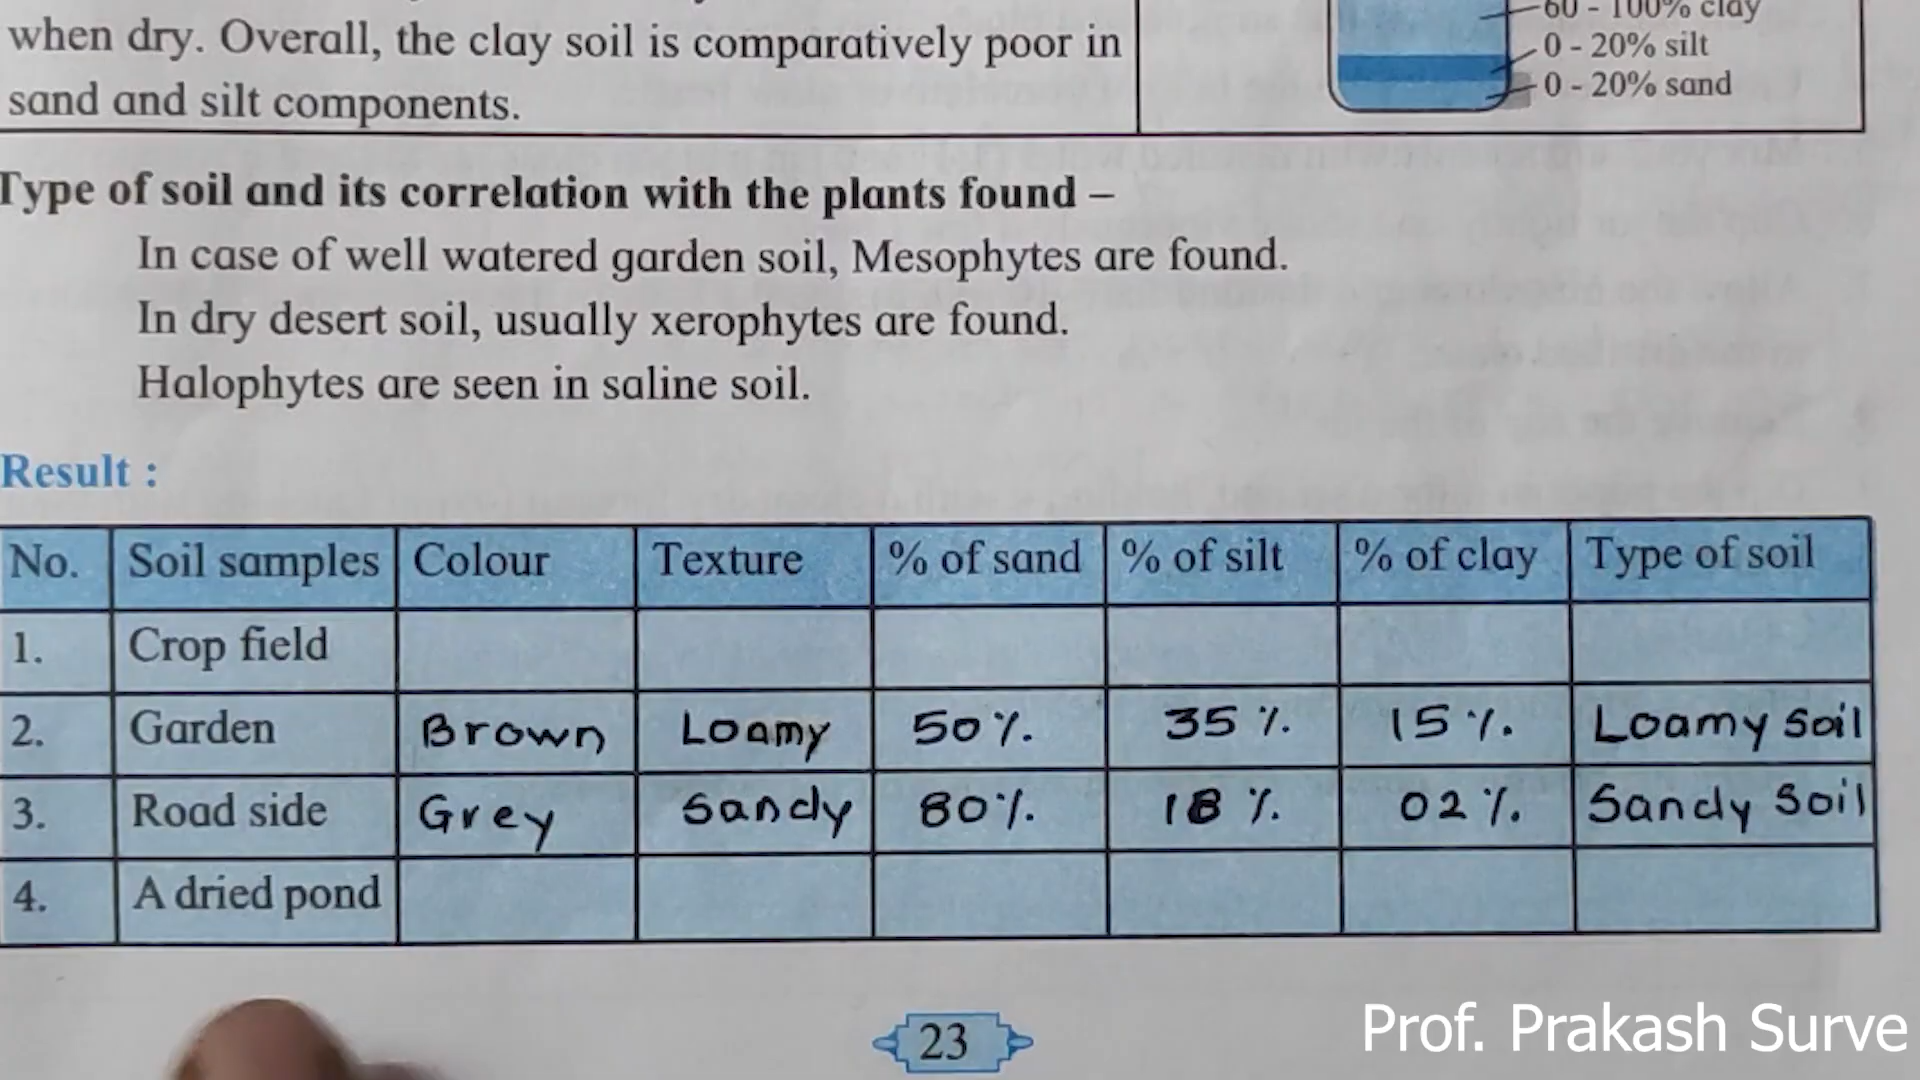 60 - 100% clay
when dry. Overall, the clay soil is comparatively poor in
0 - 20% silt
sand and silt components.
0 - 20% sand
Type of soil and its correlation with the plants found –
In case of well watered garden soil, Mesophytes are found.
In dry desert soil, usually xerophytes are found.
Halophytes are seen in saline soil.
Result :
No. Soil samples Colour Texture % of sand % of silt % of clay Type of soil
1. Crop field
2. Garden Brown Loamy 50 % 35 % 15 % Loamy Soil
3. Road side Grey Sandy 80 % 18 % 02 % Sandy Soil
4. A dried pond
23
Prof. Prakash Surve